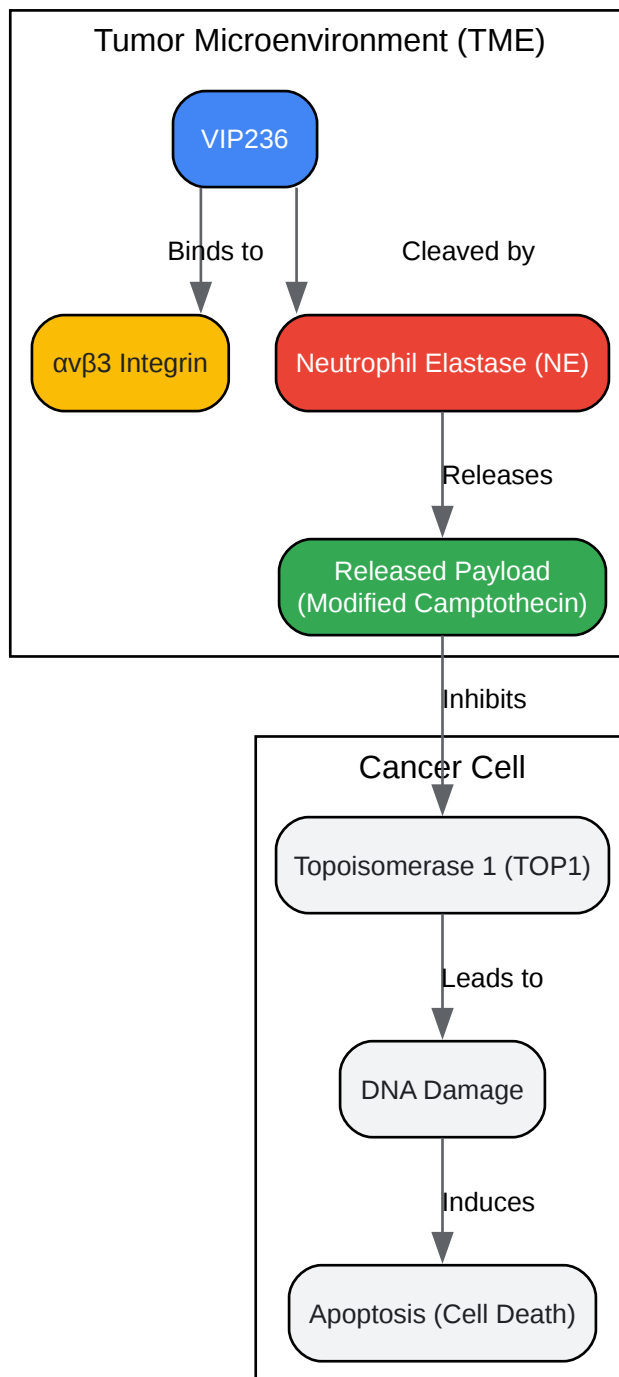 Tumor Microenvironment (TME)
VIP236
Binds to
Cleaved by
αvβ3 Integrin
Neutrophil Elastase (NE)
Releases
Released Payload
(Modified Camptothecin)
Inhibits
Cancer Cell
Topoisomerase 1 (TOP1)
Leads to
DNA Damage
Induces
Apoptosis (Cell Death)